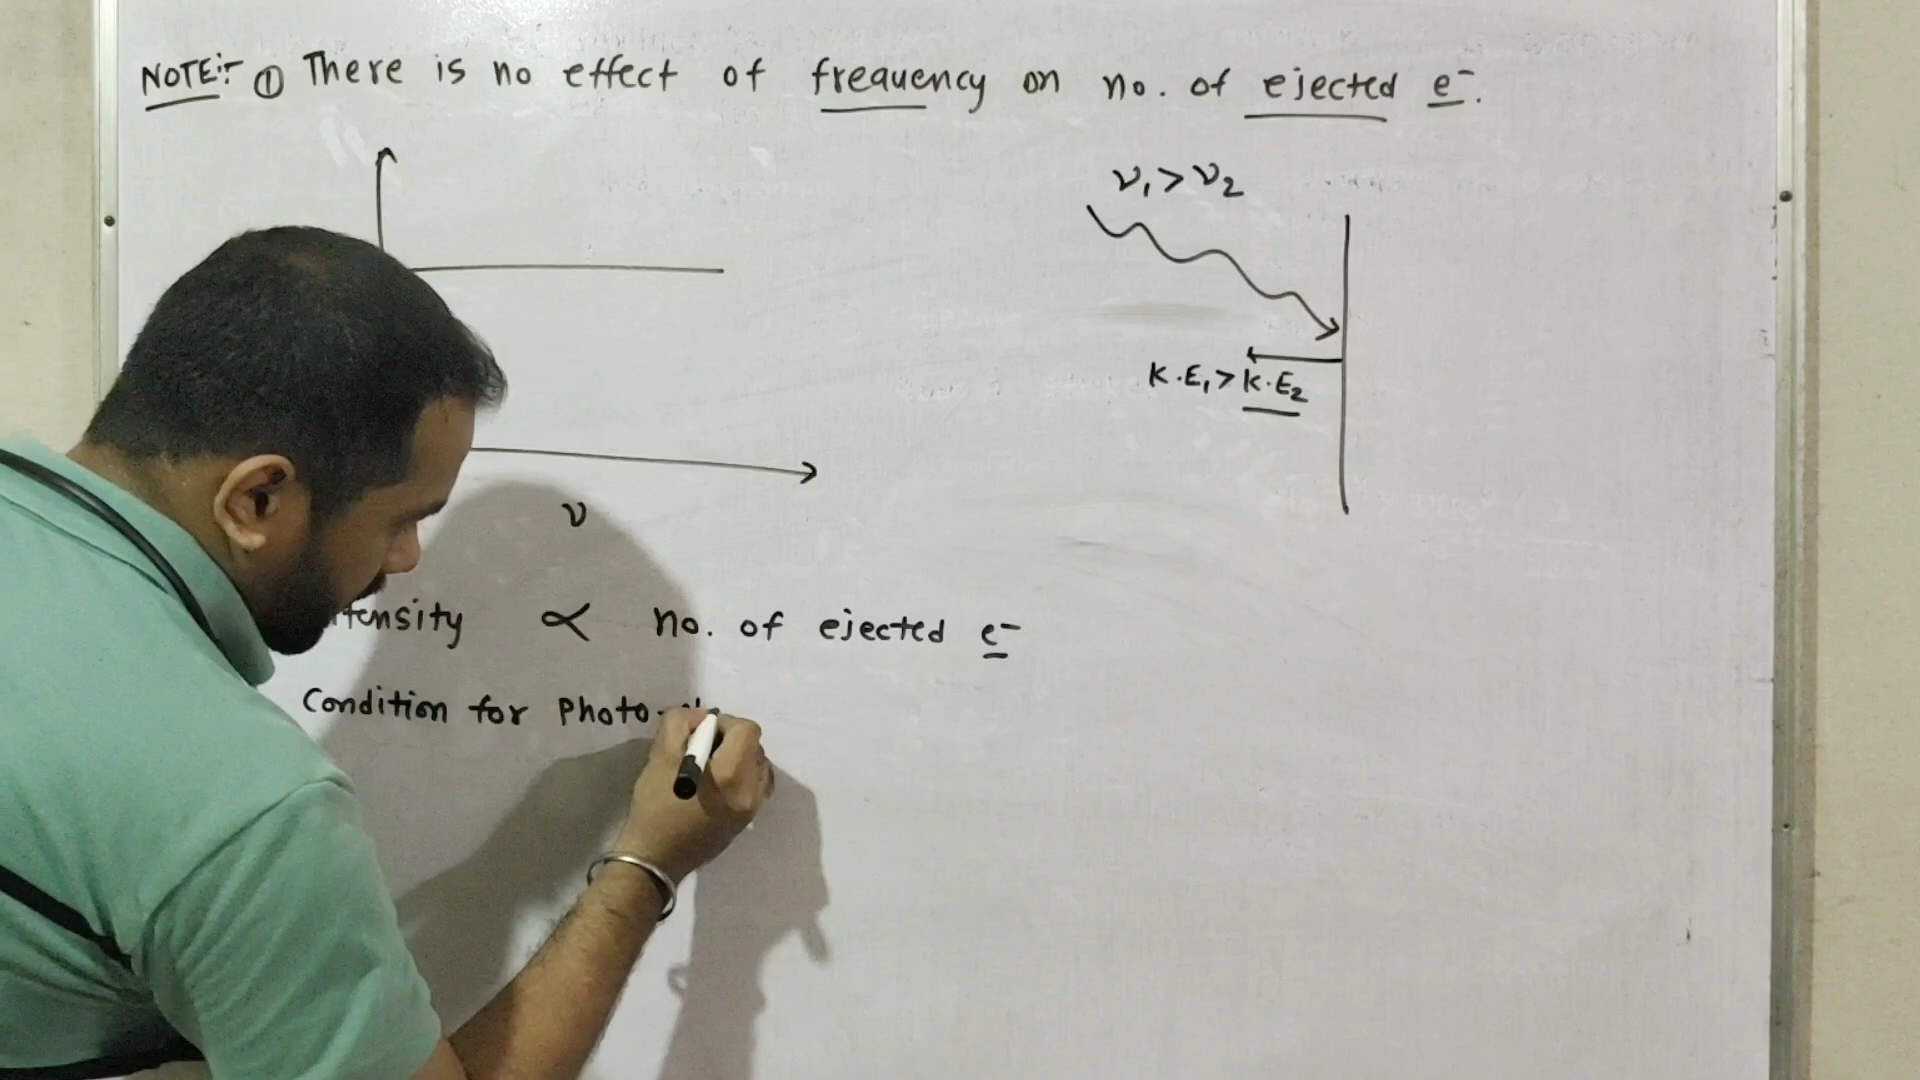 NOTE:- ① There is no effect of frequency on no. of ejected e⁻.
ν₁ > ν₂
K.E₁ > K.E₂
ν
tensity ∝ no. of ejected e⁻
Condition for Photo-